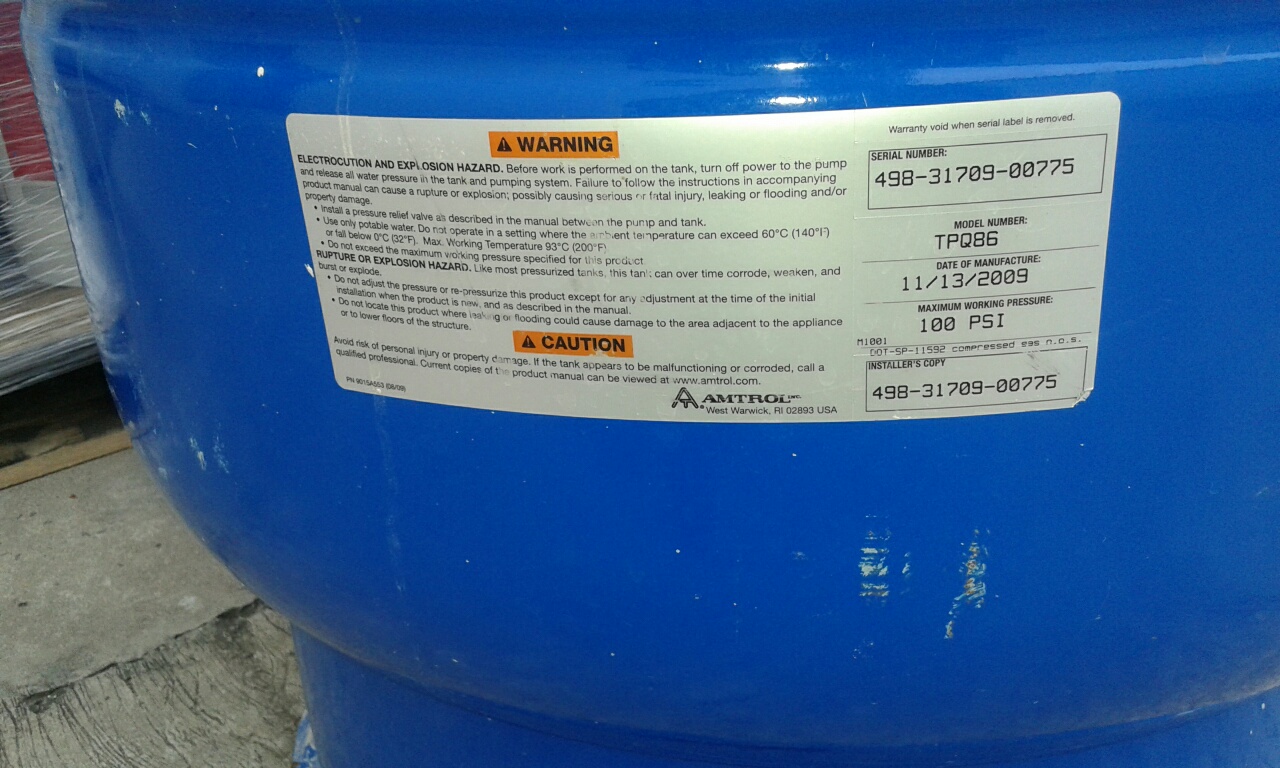 WARNING
ELECTROCUTION AND EXPLOSION HAZARD. Before work is performed on the tank, turn off power to the pump
and release all water pressure in the tank and pumping system. Failure to follow the instructions in accompanying
product manual can cause a rupture or explosion; possibly causing serious or fatal injury, leaking or flooding and/or
property damage.
• Install a pressure relief valve as described in the manual between the pump and tank.
• Use only potable water. Do not operate in a setting where the ambient temperature can exceed 60°C (140°F)
or fall below 0°C (32°F). Max. Working Temperature 93°C (200°F)
• Do not exceed the maximum working pressure specified for this product.
RUPTURE OR EXPLOSION HAZARD. Like most pressurized tanks, this tank can over time corrode, weaken, and
burst or explode.
• Do not adjust the pressure or re-pressurize this product except for any adjustment at the time of the initial
installation when the product is new, and as described in the manual.
• Do not locate this product where leaking or flooding could cause damage to the area adjacent to the appliance
or to lower floors of the structure.
CAUTION
Avoid risk of personal injury or property damage. If the tank appears to be malfunctioning or corroded, call a
qualified professional. Current copies of the product manual can be viewed at www.amtrol.com.
PN 9015A553 (08/09)
AMTROL INC.
West Warwick, RI 02893 USA
Warranty void when serial label is removed.
SERIAL NUMBER:
498-31709-00775
MODEL NUMBER:
TPQ86
DATE OF MANUFACTURE:
11/13/2009
MAXIMUM WORKING PRESSURE:
100 PSI
M1001
DOT-SP-11592 compressed gas n.o.s.
INSTALLER'S COPY
498-31709-00775